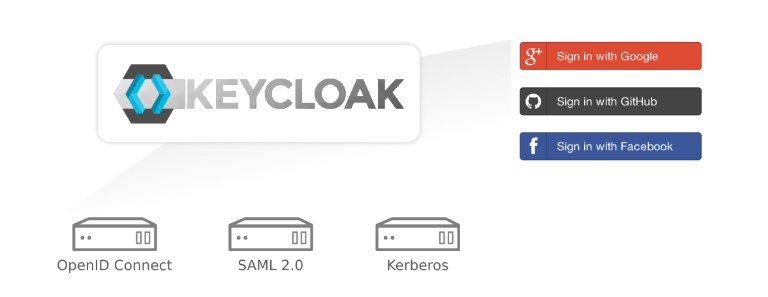 KEYCLOAK
g+ Sign in with Google
Sign in with GitHub
f Sign in with Facebook
OpenID Connect
SAML 2.0
Kerberos